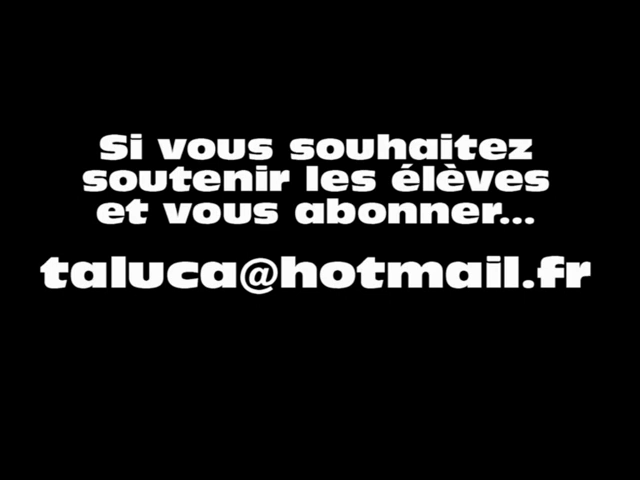 Si vous souhaitez
soutenir les élèves
et vous abonner...
taluca@hotmail.fr